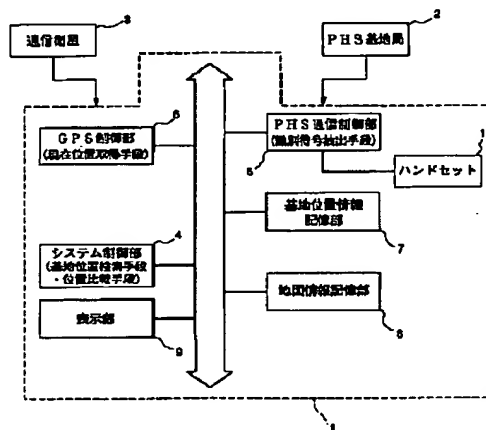 3
通信衛星
2
PHS基地局
6
GPS制御部
(現在位置取得手段)
PHS通信制御部
(識別符号抽出手段)
5
1
ハンドセット
基地位置情報
記憶部
7
4
システム制御部
(基地位置検索手段
・位置比較手段)
地図情報記憶部
表示部
9
1